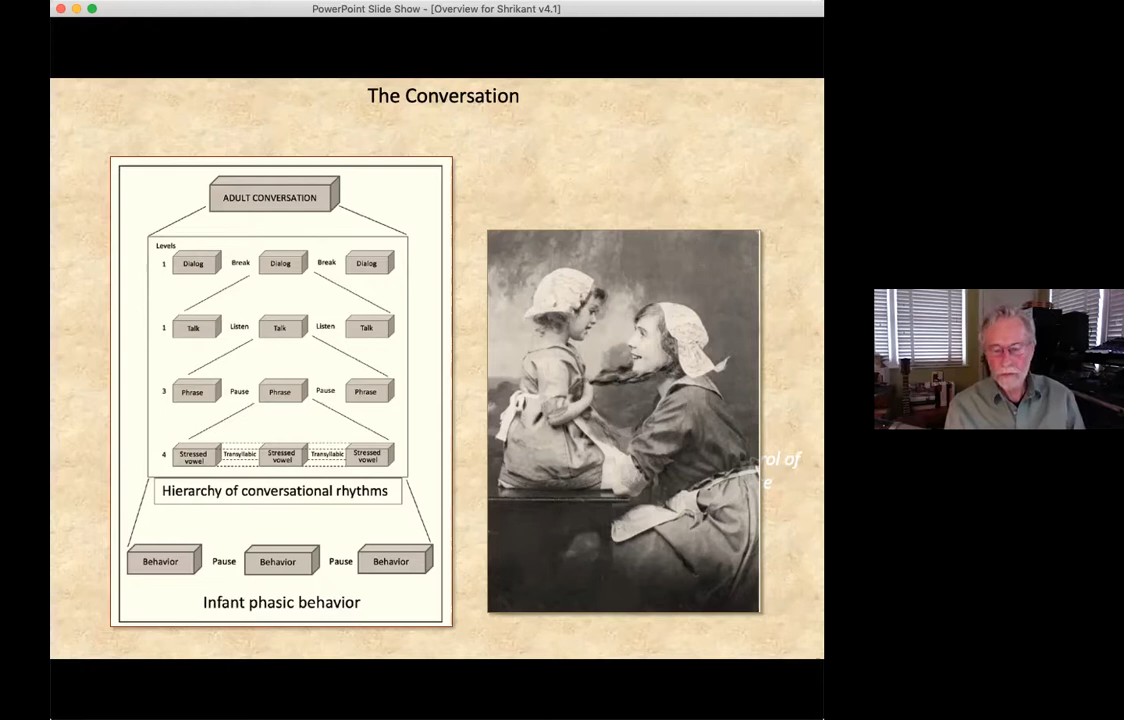 PowerPoint Slide Show - [Overview for Shrikant v4.1]
The Conversation
ADULT CONVERSATION
Levels
1 Dialog Break Dialog Break Dialog
1 Talk Listen Talk Listen Talk
3 Phrase Pause Phrase Pause Phrase
4 Stressed vowel Transyllabic Stressed vowel Transyllabic Stressed vowel
Hierarchy of conversational rhythms
Behavior Pause Behavior Pause Behavior
Infant phasic behavior
of